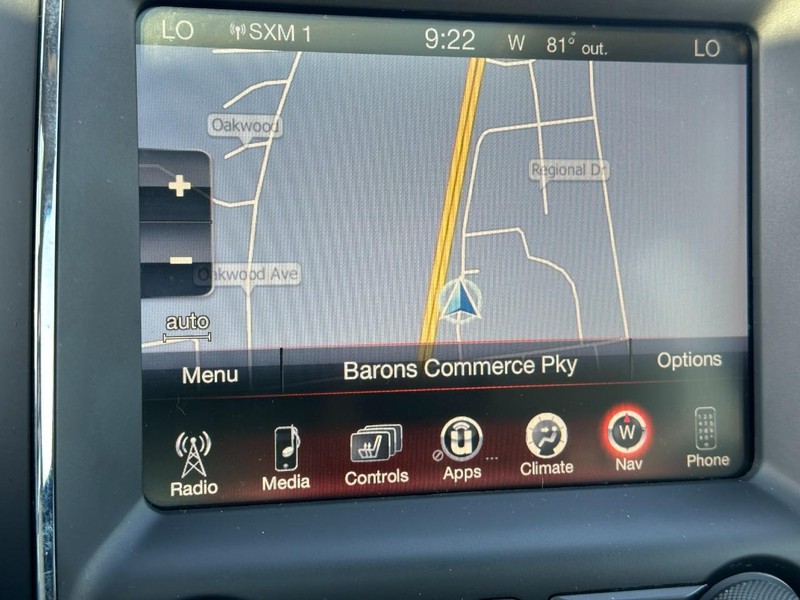 LO SXM 1 9:22 W 81° out. LO
Oakwood
Regional Dr
+
Oakwood Ave
−
auto
Menu Barons Commerce Pky Options
W
Radio Media Controls Apps ... Climate Nav Phone